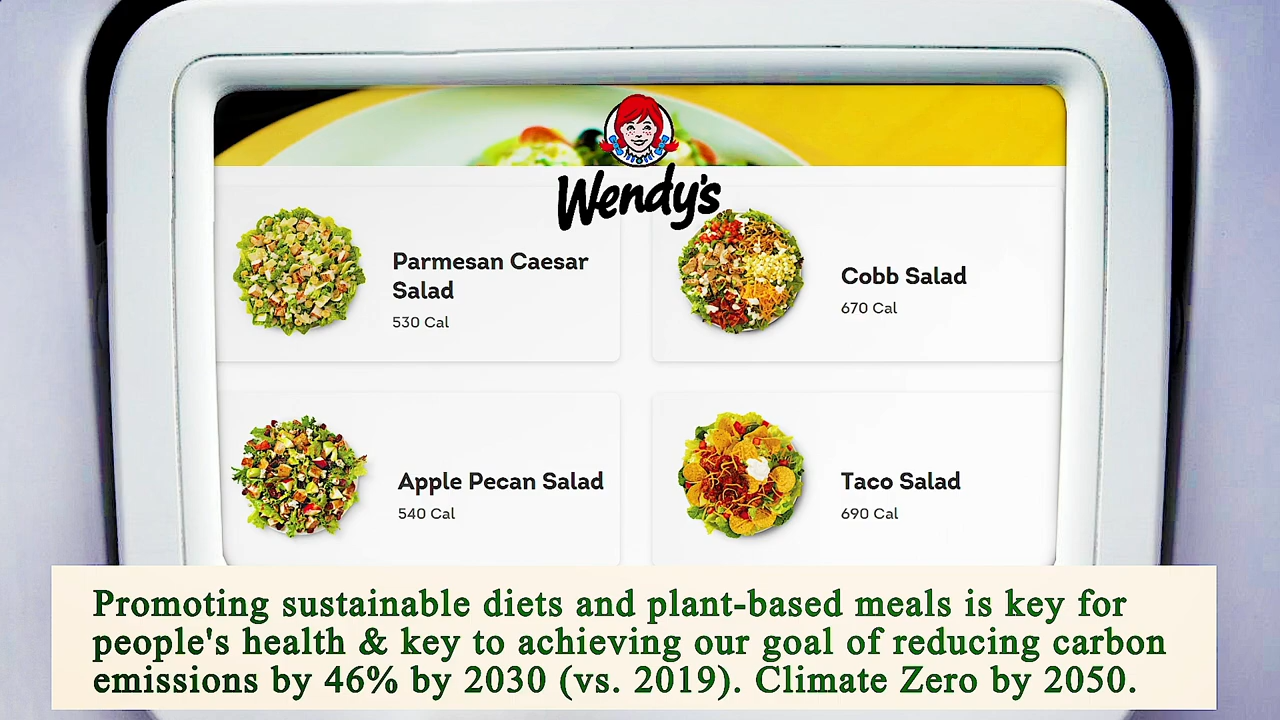 Wendy's
Parmesan Caesar
Salad
530 Cal
Cobb Salad
670 Cal
Apple Pecan Salad
540 Cal
Taco Salad
690 Cal
Promoting sustainable diets and plant-based meals is key for
people's health & key to achieving our goal of reducing carbon
emissions by 46% by 2030 (vs. 2019). Climate Zero by 2050.